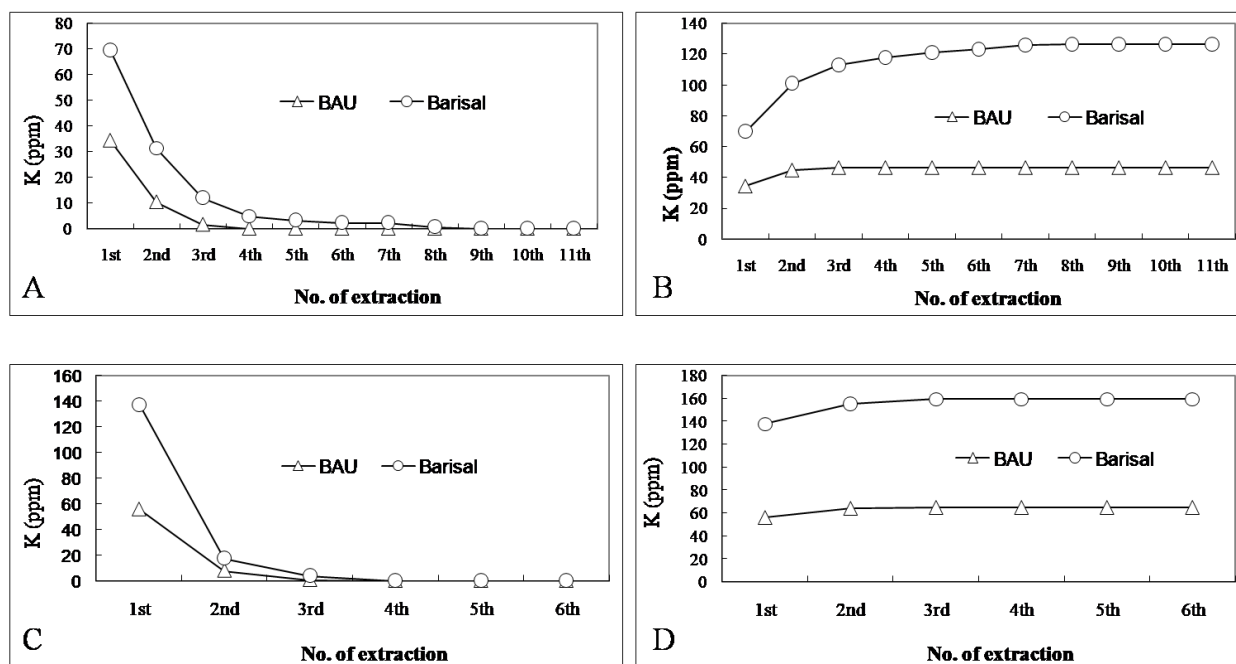 80
70
60
50
40
30
20
10
0
K (ppm)
BAU
Barisal
1st 2nd 3rd 4th 5th 6th 7th 8th 9th 10th 11th
A
No. of extraction
140
120
100
80
60
40
20
0
K (ppm)
BAU
Barisal
1st 2nd 3rd 4th 5th 6th 7th 8th 9th 10th 11th
B
No. of extraction
160
140
120
100
80
60
40
20
0
K (ppm)
BAU
Barisal
1st 2nd 3rd 4th 5th 6th
C
No. of extraction
180
160
140
120
100
80
60
40
20
0
K (ppm)
BAU
Barisal
1st 2nd 3rd 4th 5th 6th
D
No. of extraction